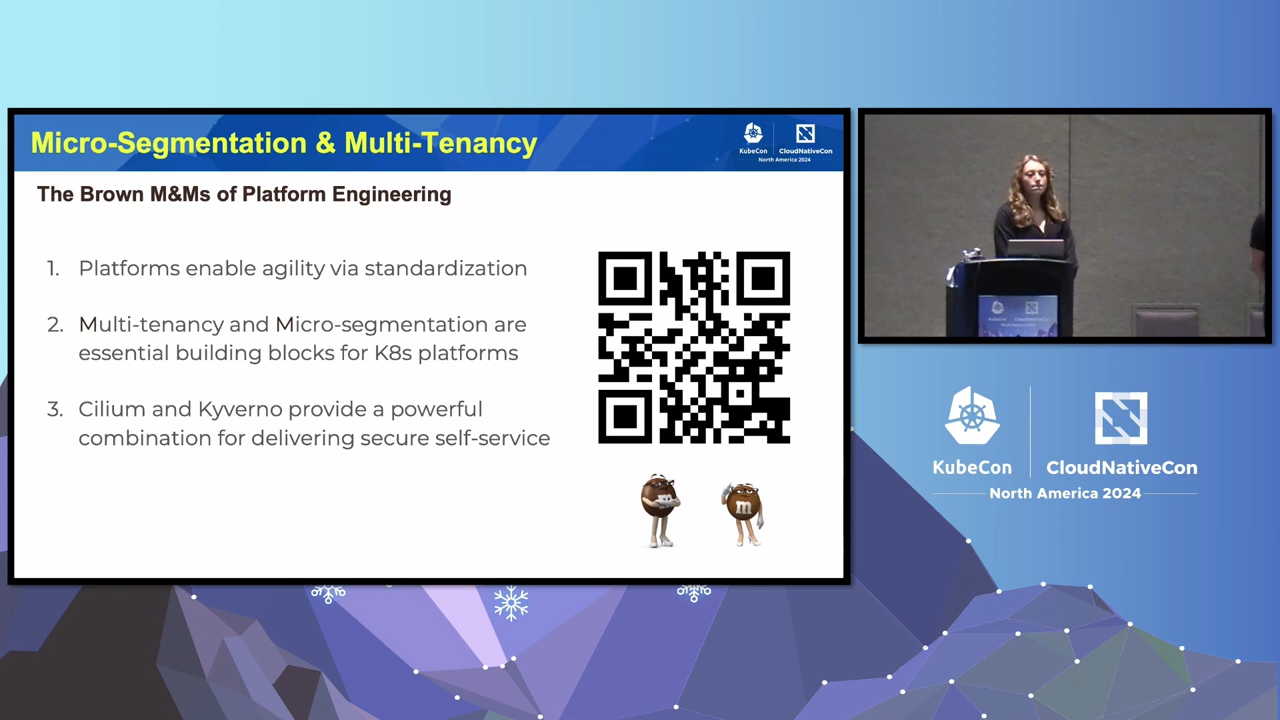 Micro-Segmentation & Multi-Tenancy
KubeCon
CloudNativeCon
North America 2024
The Brown M&Ms of Platform Engineering
1. Platforms enable agility via standardization
2. Multi-tenancy and Micro-segmentation are
essential building blocks for K8s platforms
3. Cilium and Kyverno provide a powerful
combination for delivering secure self-service
m
m
KubeCon
CloudNativeCon
North America 2024